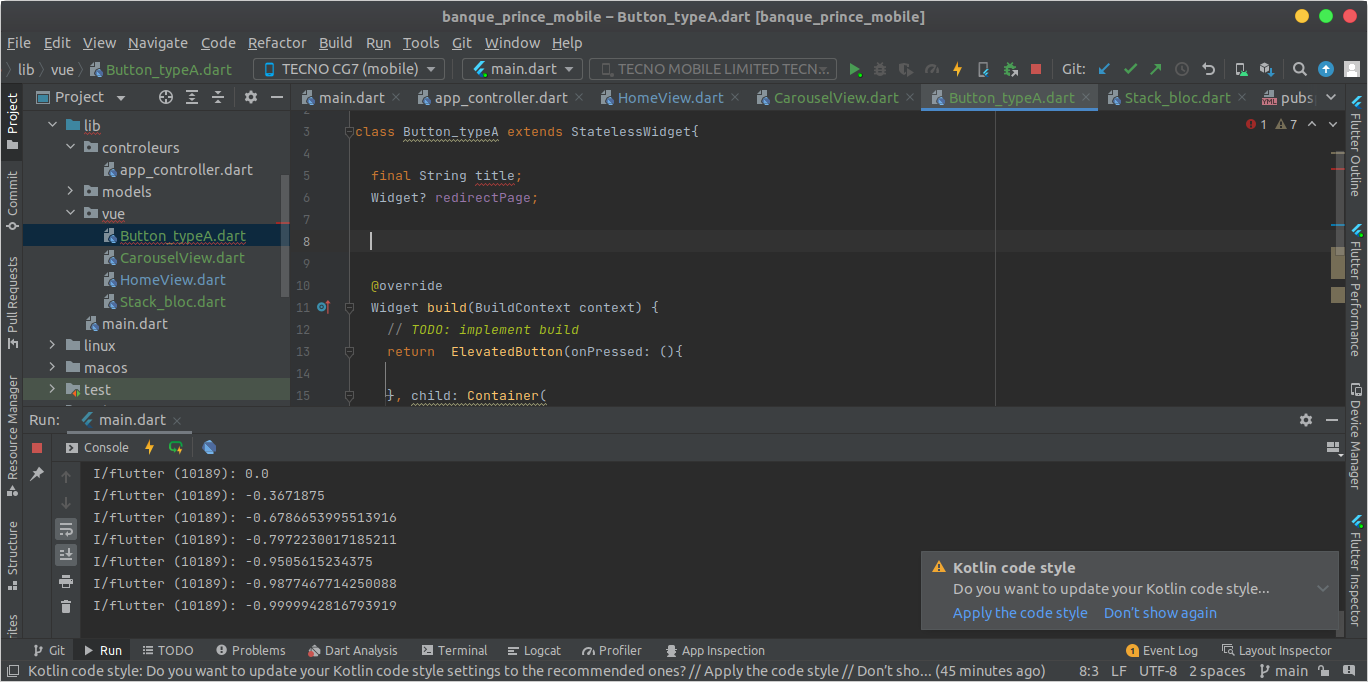 banque_prince_mobile – Button_typeA.dart [banque_prince_mobile]
File Edit View Navigate Code Refactor Build Run Tools Git Window Help
lib vue Button_typeA.dart TECNO CG7 (mobile) main.dart TECNO MOBILE LIMITED TECN... Git:
Project main.dart app_controller.dart HomeView.dart CarouselView.dart Button_typeA.dart Stack_bloc.dart YML pubs
Project
Commit
Pull Requests
Resource Manager
Structure
rites
lib
controleurs
app_controller.dart
models
vue
Button_typeA.dart
CarouselView.dart
HomeView.dart
Stack_bloc.dart
main.dart
linux
macos
test
2
3 class Button_typeA extends StatelessWidget{
4
5 final String title;
6 Widget? redirectPage;
7
8
9
10 @override
11 Widget build(BuildContext context) {
12 // TODO: implement build
13 return ElevatedButton(onPressed: (){
14
15 }, child: Container(
1 7
Flutter Outline
Flutter Performance
Device Manager
Flutter Inspector
Run: main.dart
Console
I/flutter (10189): 0.0
I/flutter (10189): -0.3671875
I/flutter (10189): -0.6786653995513916
I/flutter (10189): -0.7972230017185211
I/flutter (10189): -0.9505615234375
I/flutter (10189): -0.9877467714250088
I/flutter (10189): -0.9999942816793919
Kotlin code style
Do you want to update your Kotlin code style...
Apply the code style Don't show again
Git Run TODO Problems Dart Analysis Terminal Logcat Profiler App Inspection 1 Event Log Layout Inspector
Kotlin code style: Do you want to update your Kotlin code style settings to the recommended ones? // Apply the code style // Don't sho... (45 minutes ago) 8:3 LF UTF-8 2 spaces main